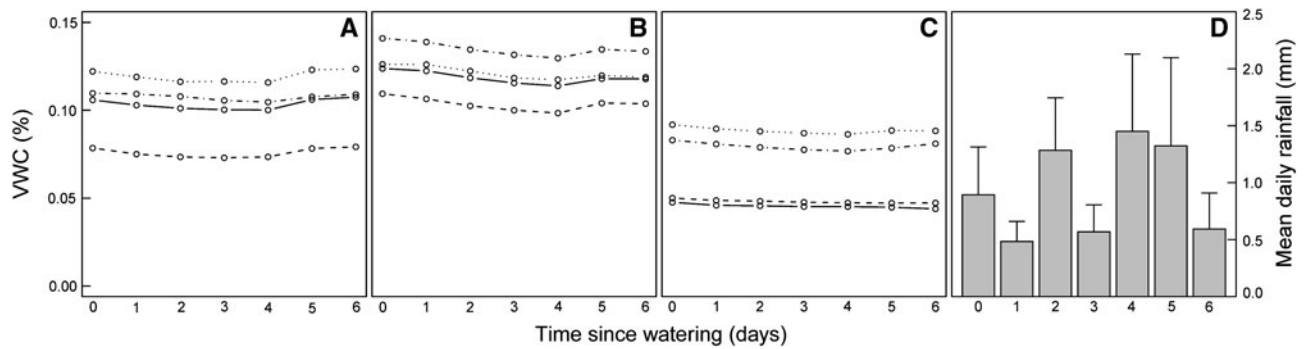 A B C D
0.15
0.10
0.05
0.00
VWC (%)
2.5
2.0
1.5
1.0
0.5
0.0
Mean daily rainfall (mm)
0 1 2 3 4 5 6 0 1 2 3 4 5 6 0 1 2 3 4 5 6 0 1 2 3 4 5 6
Time since watering (days)